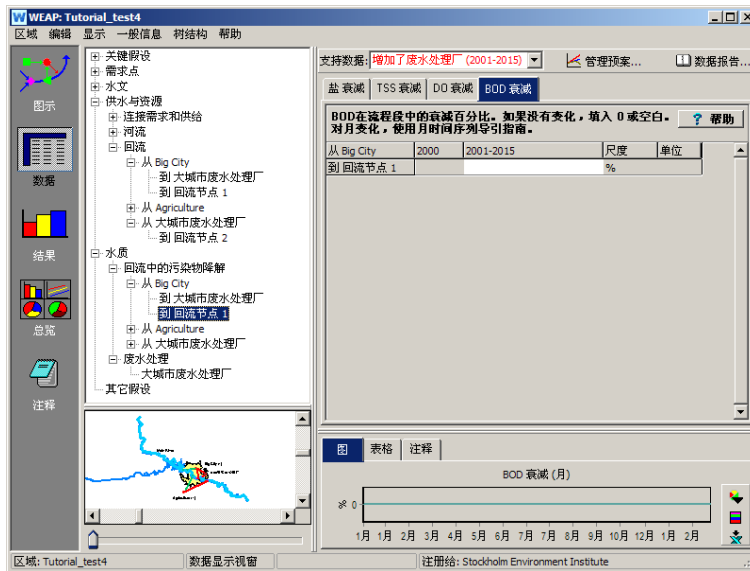 WEAP: Tutorial_test4
区域 编辑 显示 一般信息 树结构 帮助
图示
数据
结果
总览
注释
关键假设
需求点
水文
供水与资源
连接需求和供给
河流
回流
从 Big City
到 大城市废水处理厂
到 回流节点 1
从 Agriculture
从 大城市废水处理厂
到 回流节点 2
水质
回流中的污染物降解
从 Big City
到 大城市废水处理厂
到 回流节点 1
从 Agriculture
从 大城市废水处理厂
废水处理
大城市废水处理厂
其它假设
支持数据: 增加了废水处理厂 (2001-2015) 管理预案... 数据报告...
盐 衰减 TSS 衰减 DO 衰减 BOD 衰减
BOD在流程段中的衰减百分比。如果没有变化，填入 0 或空白。
对月变化，使用月时间序列导引指南。
? 帮助
从 Big City 2000 2001-2015 尺度 单位
到 回流节点 1 %
图 表格 注释
BOD 衰减 (月)
% 0
1月 1月 2月 3月 4月 5月 6月 7月 8月 9月 10月 12月 1月 2月
区域: Tutorial_test4 数据显示视窗 注册给: Stockholm Environment Institute